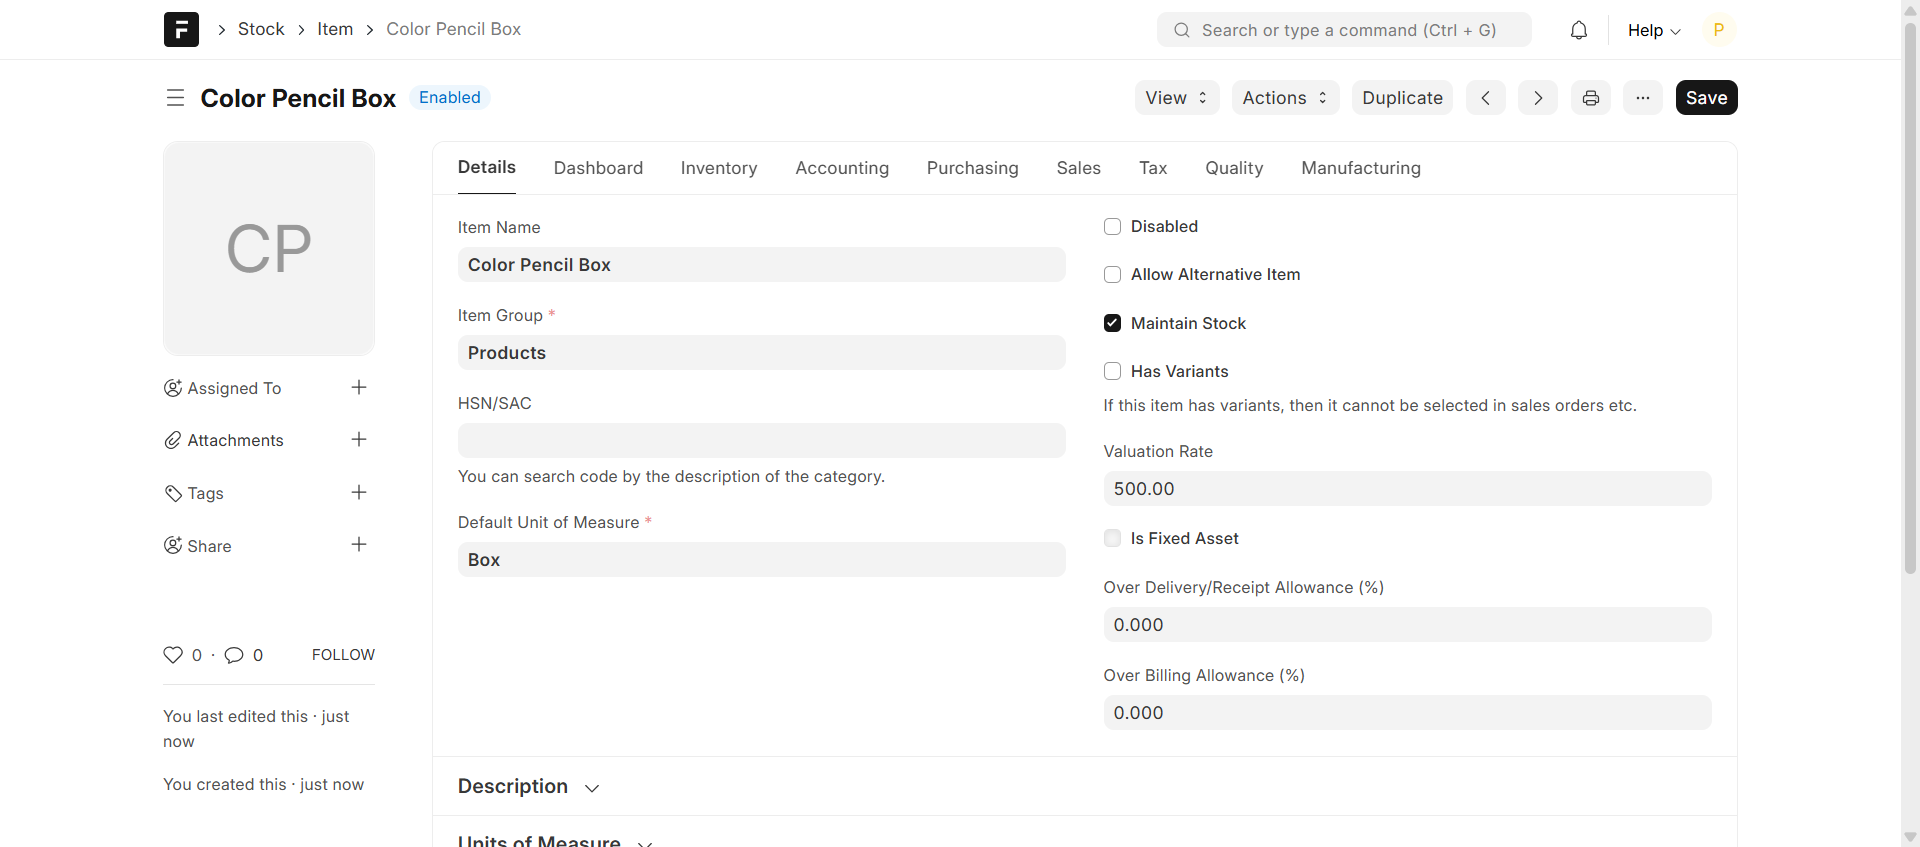 Stock
Item
Color Pencil Box
Search or type a command (Ctrl + G)
Help
P
Color Pencil Box
Enabled
View
Actions
Duplicate
Save
CP
Assigned To
Attachments
Tags
Share
0 · 0
FOLLOW
You last edited this · just
now
You created this · just now
Details
Dashboard
Inventory
Accounting
Purchasing
Sales
Tax
Quality
Manufacturing
Item Name
Color Pencil Box
Item Group *
Products
HSN/SAC
You can search code by the description of the category.
Default Unit of Measure *
Box
Disabled
Allow Alternative Item
Maintain Stock
Has Variants
If this item has variants, then it cannot be selected in sales orders etc.
Valuation Rate
500.00
Is Fixed Asset
Over Delivery/Receipt Allowance (%)
0.000
Over Billing Allowance (%)
0.000
Description
Units of Measure